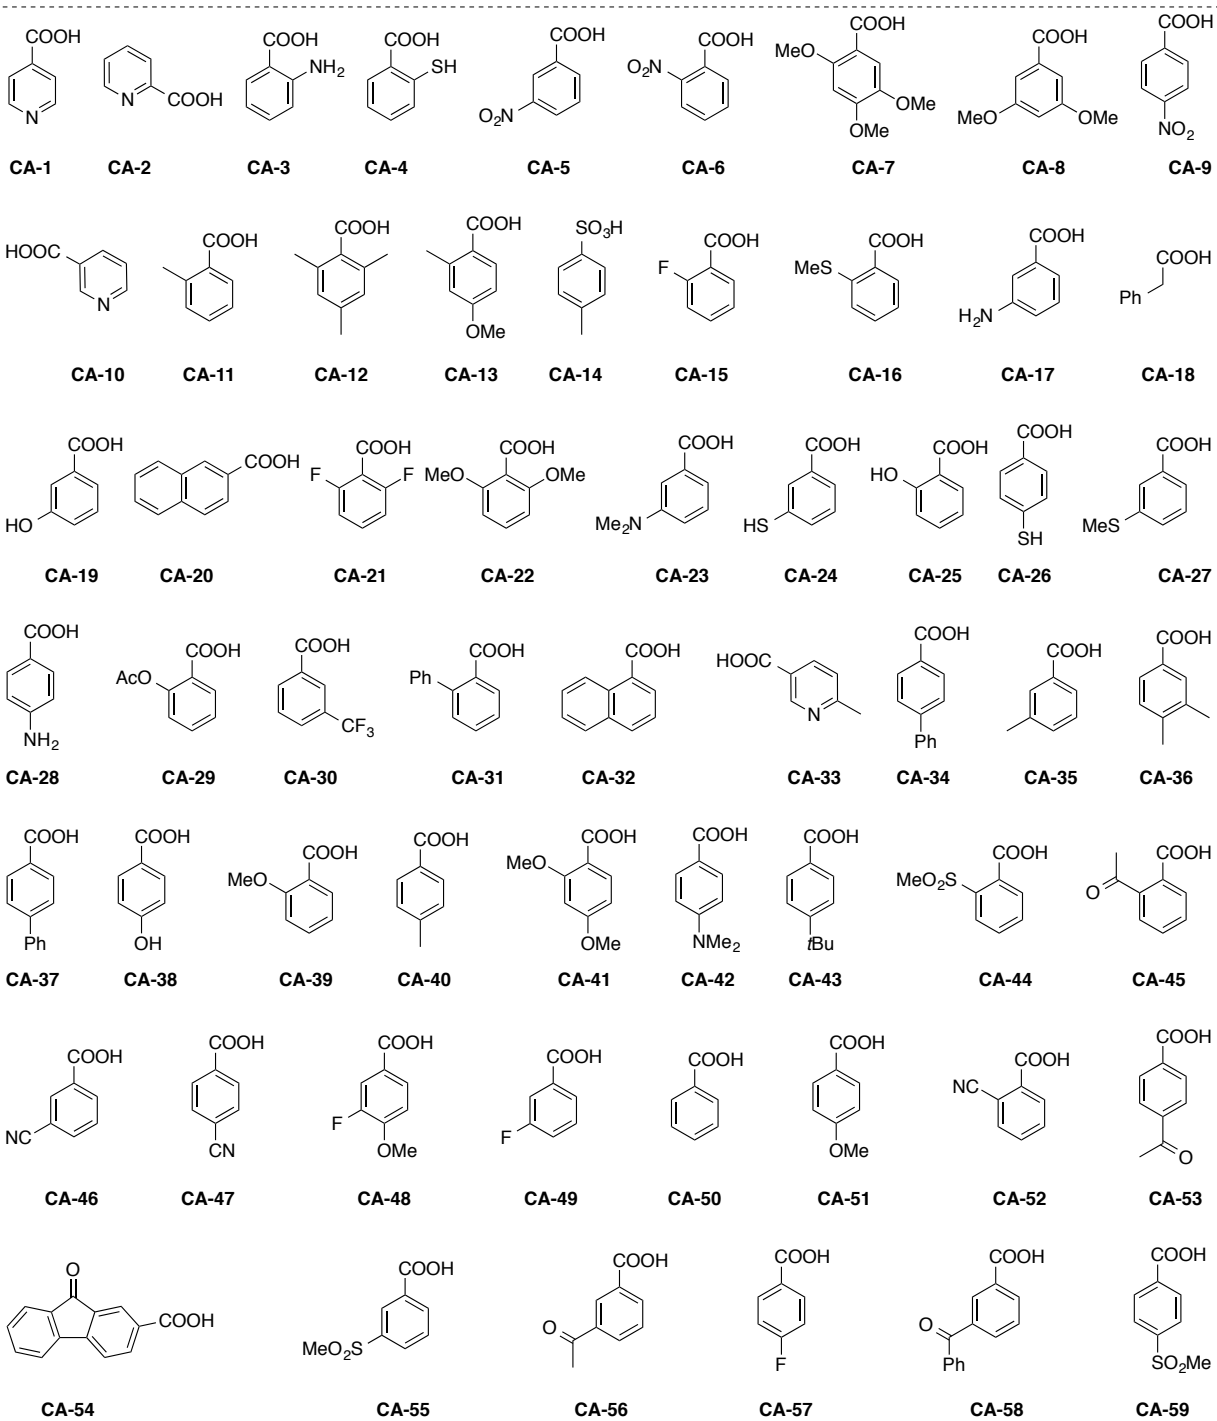 COOH COOH COOH COOH COOH COOH COOH COOH COOH
N N NH2 SH O2N O2N MeO OMe OMe MeO OMe NO2
CA-1 CA-2 CA-3 CA-4 CA-5 CA-6 CA-7 CA-8 CA-9
HOOC COOH COOH COOH SO3H COOH COOH COOH COOH
N OMe F MeS H2N Ph
CA-10 CA-11 CA-12 CA-13 CA-14 CA-15 CA-16 CA-17 CA-18
COOH COOH COOH COOH COOH COOH COOH COOH COOH
HO F F MeO OMe Me2N HS HO SH MeS
CA-19 CA-20 CA-21 CA-22 CA-23 CA-24 CA-25 CA-26 CA-27
COOH COOH COOH COOH COOH HOOC COOH COOH COOH
NH2 AcO CF3 Ph N Ph
CA-28 CA-29 CA-30 CA-31 CA-32 CA-33 CA-34 CA-35 CA-36
COOH COOH COOH COOH COOH COOH COOH COOH COOH
Ph OH MeO MeO OMe NMe2 tBu MeO2S O
CA-37 CA-38 CA-39 CA-40 CA-41 CA-42 CA-43 CA-44 CA-45
COOH COOH COOH COOH COOH COOH COOH COOH
NC CN F OMe F OMe NC O
CA-46 CA-47 CA-48 CA-49 CA-50 CA-51 CA-52 CA-53
O COOH COOH COOH COOH COOH COOH
MeO2S O F O Ph SO2Me
CA-54 CA-55 CA-56 CA-57 CA-58 CA-59